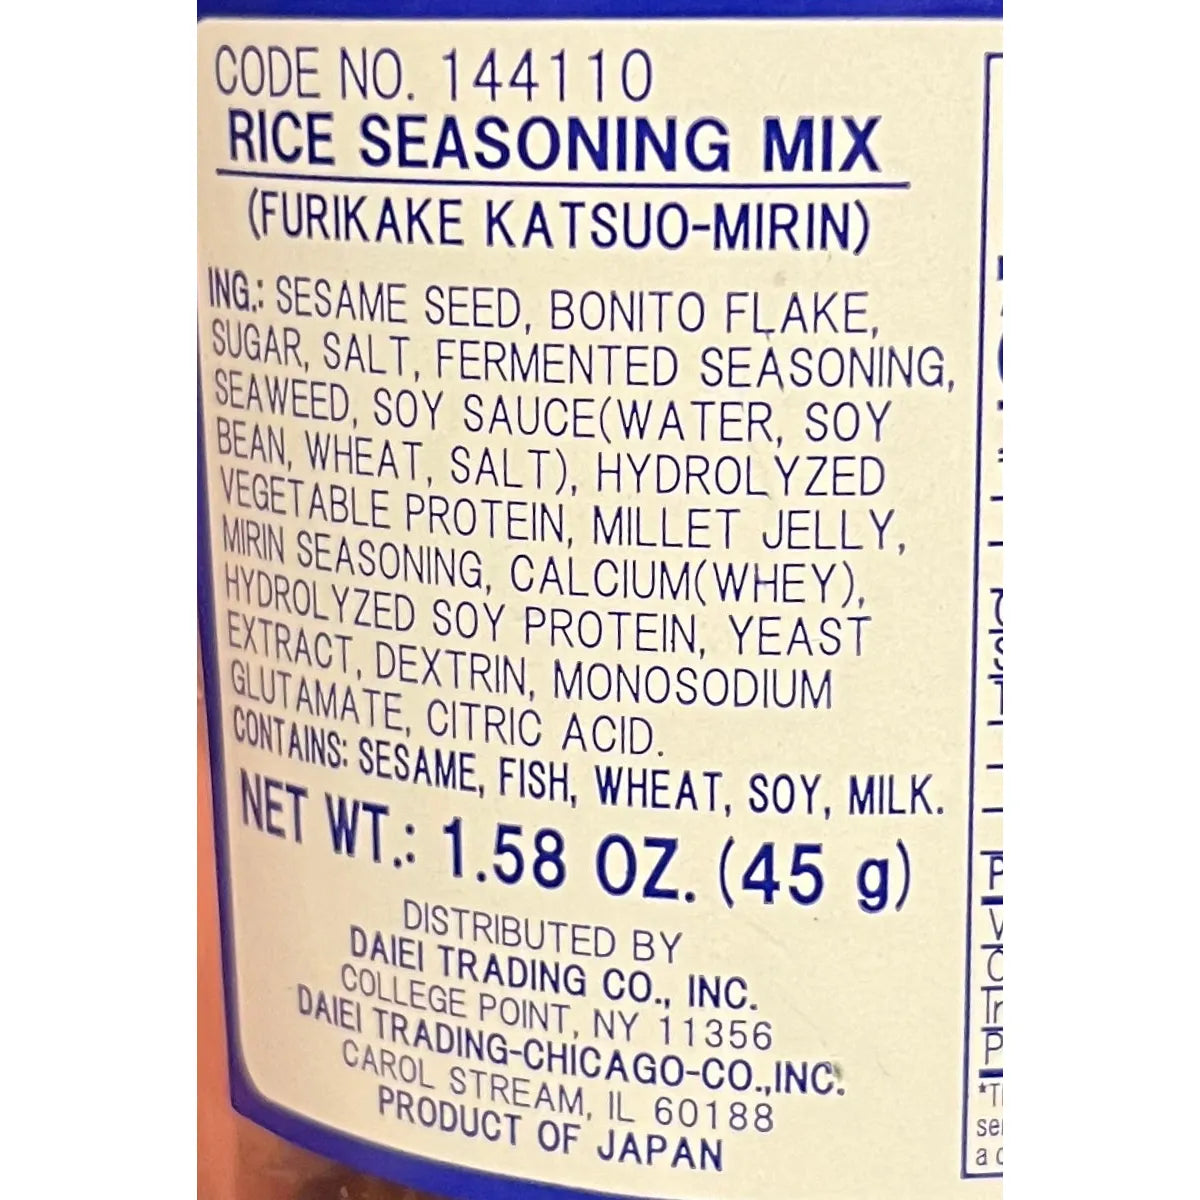 CODE NO. 144110
RICE SEASONING MIX
(FURIKAKE KATSUO-MIRIN)
ING.: SESAME SEED, BONITO FLAKE,
SUGAR, SALT, FERMENTED SEASONING,
SEAWEED, SOY SAUCE(WATER, SOY
BEAN, WHEAT, SALT), HYDROLYZED
VEGETABLE PROTEIN, MILLET JELLY,
MIRIN SEASONING, CALCIUM(WHEY),
HYDROLYZED SOY PROTEIN, YEAST
EXTRACT, DEXTRIN, MONOSODIUM
GLUTAMATE, CITRIC ACID.
CONTAINS: SESAME, FISH, WHEAT, SOY, MILK.
NET WT.: 1.58 OZ. (45 g)
DISTRIBUTED BY
DAIEI TRADING CO., INC.
COLLEGE POINT, NY 11356
DAIEI TRADING-CHICAGO-CO.,INC.
CAROL STREAM, IL 60188
PRODUCT OF JAPAN